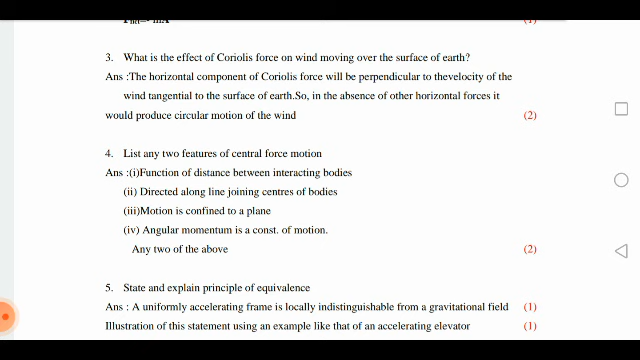 3. What is the effect of Coriolis force on wind moving over the surface of earth?
Ans :The horizontal component of Coriolis force will be perpendicular to thevelocity of the
wind tangential to the surface of earth.So, in the absence of other horizontal forces it
would produce circular motion of the wind (2)
4. List any two features of central force motion
Ans :(i)Function of distance between interacting bodies
(ii) Directed along line joining centres of bodies
(iii)Motion is confined to a plane
(iv) Angular momentum is a const. of motion.
Any two of the above (2)
5. State and explain principle of equivalence
Ans : A uniformly accelerating frame is locally indistinguishable from a gravitational field (1)
Illustration of this statement using an example like that of an accelerating elevator (1)